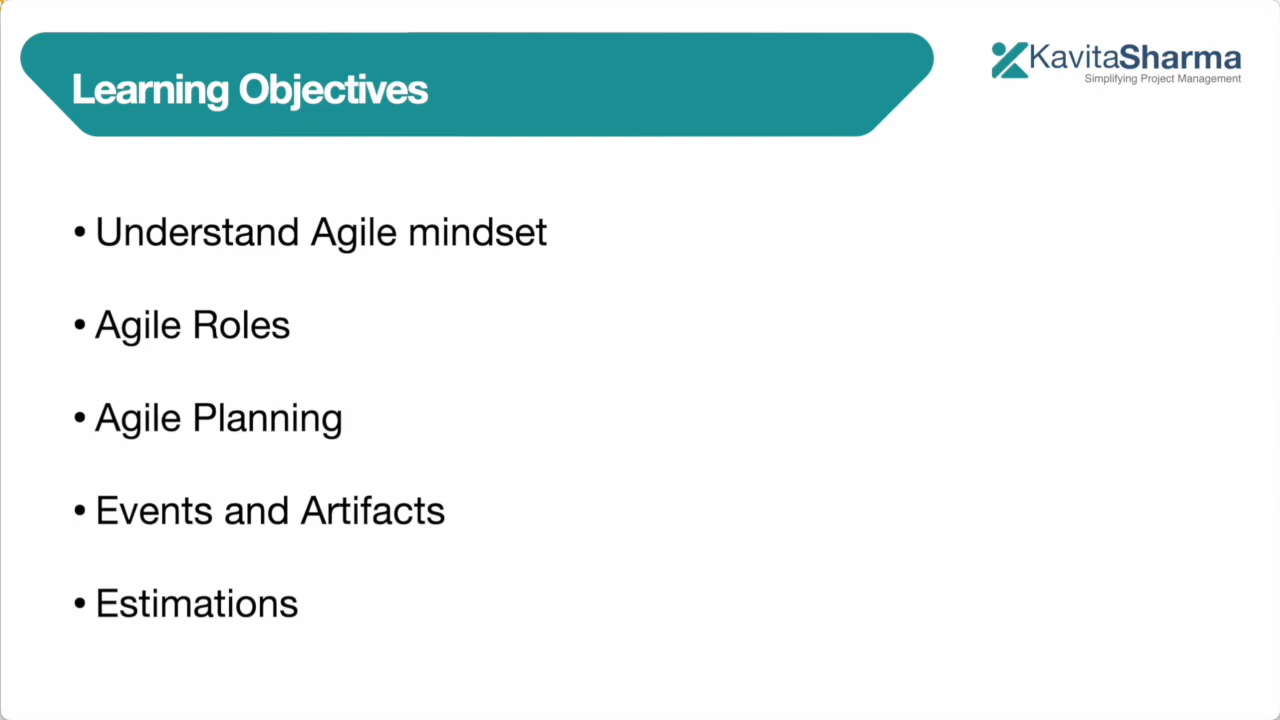 Learning Objectives
KavitaSharma
Simplifying Project Management
• Understand Agile mindset
• Agile Roles
• Agile Planning
• Events and Artifacts
• Estimations